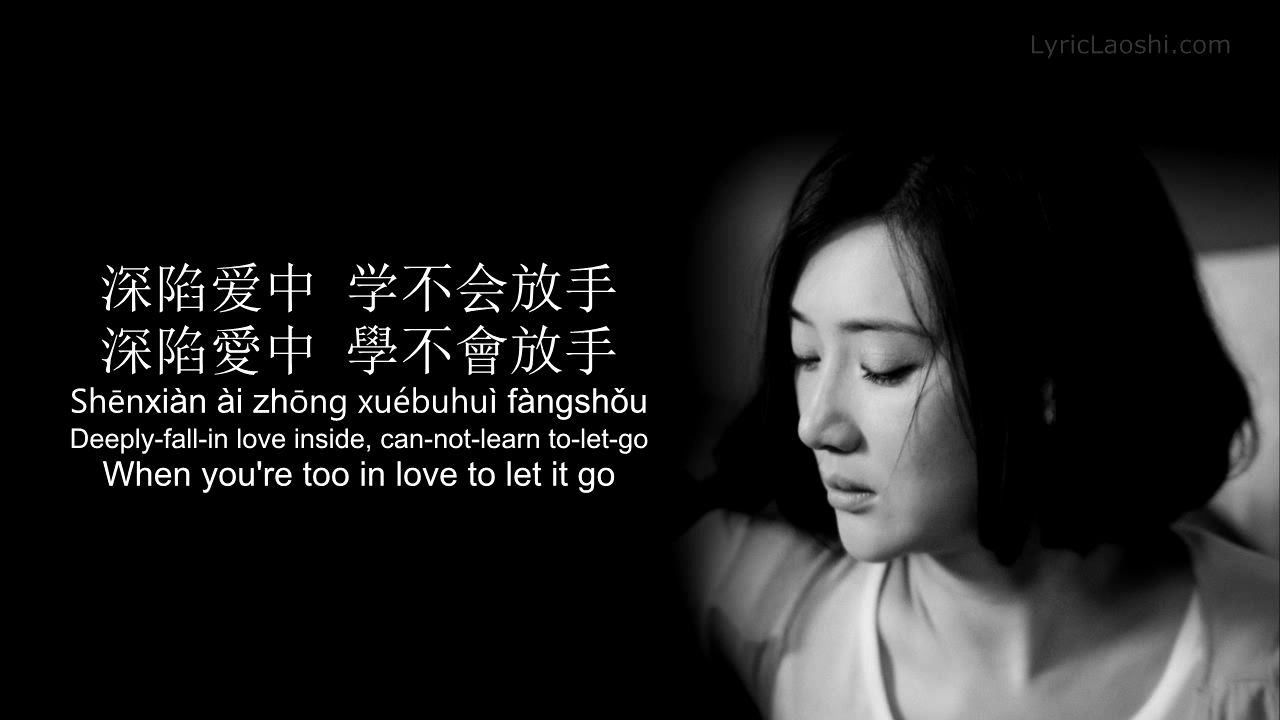 LyricLaoshi.com
深陷爱中 学不会放手
深陷愛中 學不會放手
Shēnxiàn ài zhōng xuébuhuì fàngshǒu
Deeply-fall-in love inside, can-not-learn to-let-go
When you're too in love to let it go